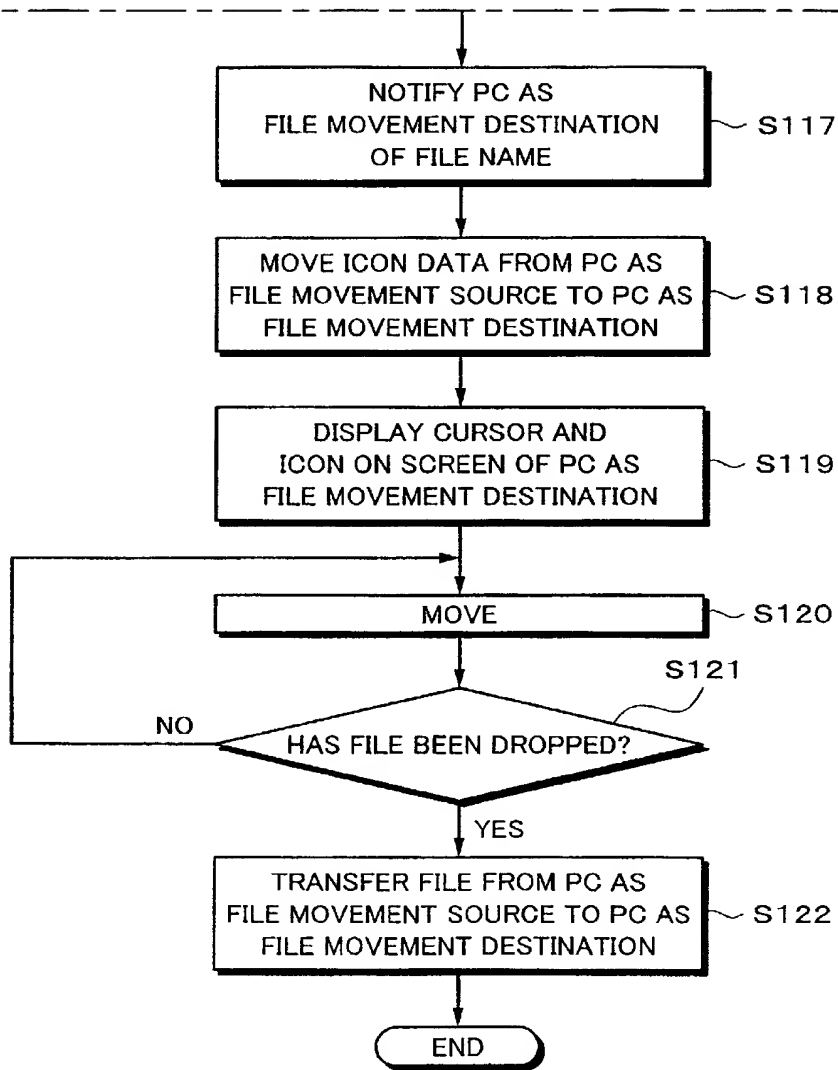 NOTIFY PC AS
FILE MOVEMENT DESTINATION
OF FILE NAME
S117
MOVE ICON DATA FROM PC AS
FILE MOVEMENT SOURCE TO PC AS
FILE MOVEMENT DESTINATION
S118
DISPLAY CURSOR AND
ICON ON SCREEN OF PC AS
FILE MOVEMENT DESTINATION
S119
MOVE
S120
S121
NO
HAS FILE BEEN DROPPED?
YES
TRANSFER FILE FROM PC AS
FILE MOVEMENT SOURCE TO PC AS
FILE MOVEMENT DESTINATION
S122
END